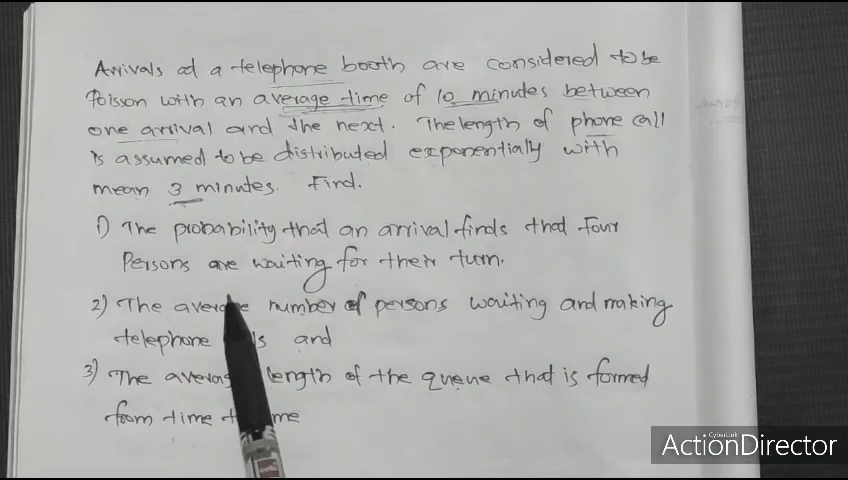 Arrivals at a telephone booth are considered to be
Poisson with an average time of 10 minutes between
one arrival and the next. The length of phone call
is assumed to be distributed exponentially with
mean 3 minutes. Find.
1) The probability that an arrival finds that four
Persons are waiting for their turn.
2) The average number of persons waiting and making
telephone ls and
3) The averag length of the queue that is formed
from time t me
CyberLink
ActionDirector